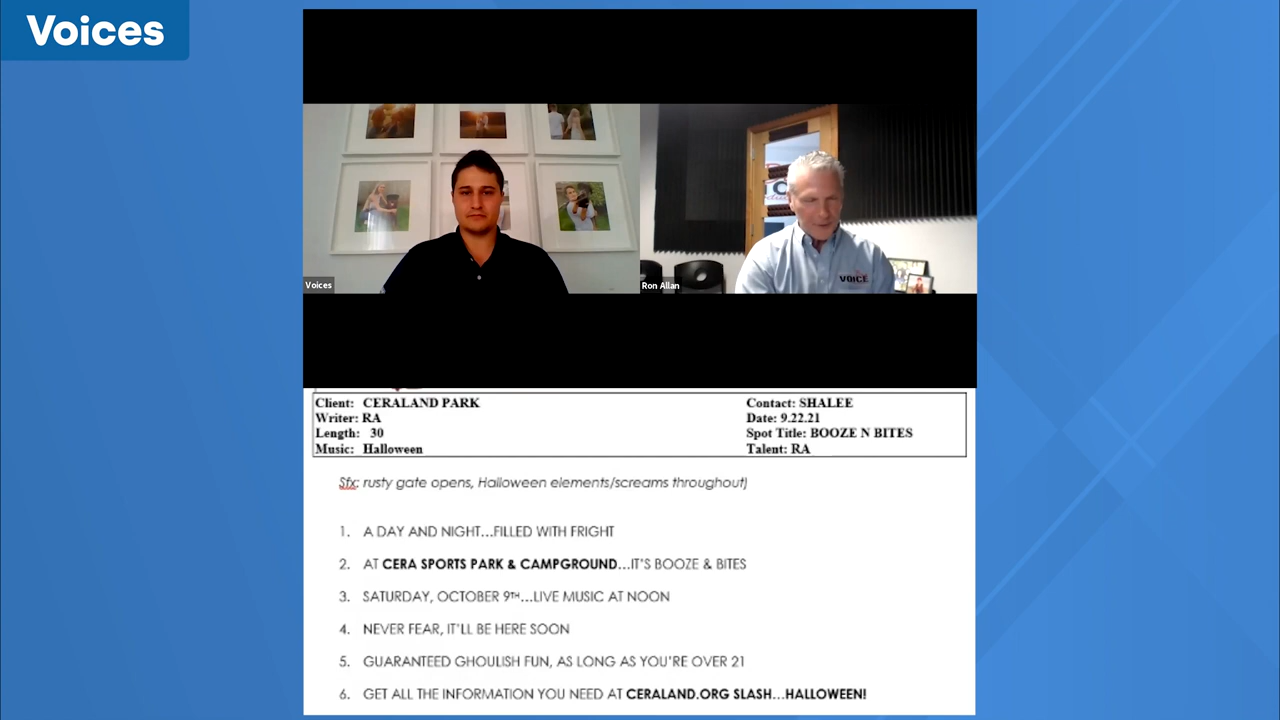 Voices
Voices
Ron Allan
VOICE
Client: CERALAND PARK
Contact: SHALEE
Writer: RA
Date: 9.22.21
Length: 30
Spot Title: BOOZE N BITES
Music: Halloween
Talent: RA
Sfx: rusty gate opens, Halloween elements/screams throughout)
1. A DAY AND NIGHT...FILLED WITH FRIGHT
2. AT CERA SPORTS PARK & CAMPGROUND...IT'S BOOZE & BITES
3. SATURDAY, OCTOBER 9TH...LIVE MUSIC AT NOON
4. NEVER FEAR, IT'LL BE HERE SOON
5. GUARANTEED GHOULISH FUN, AS LONG AS YOU'RE OVER 21
6. GET ALL THE INFORMATION YOU NEED AT CERALAND.ORG SLASH...HALLOWEEN!